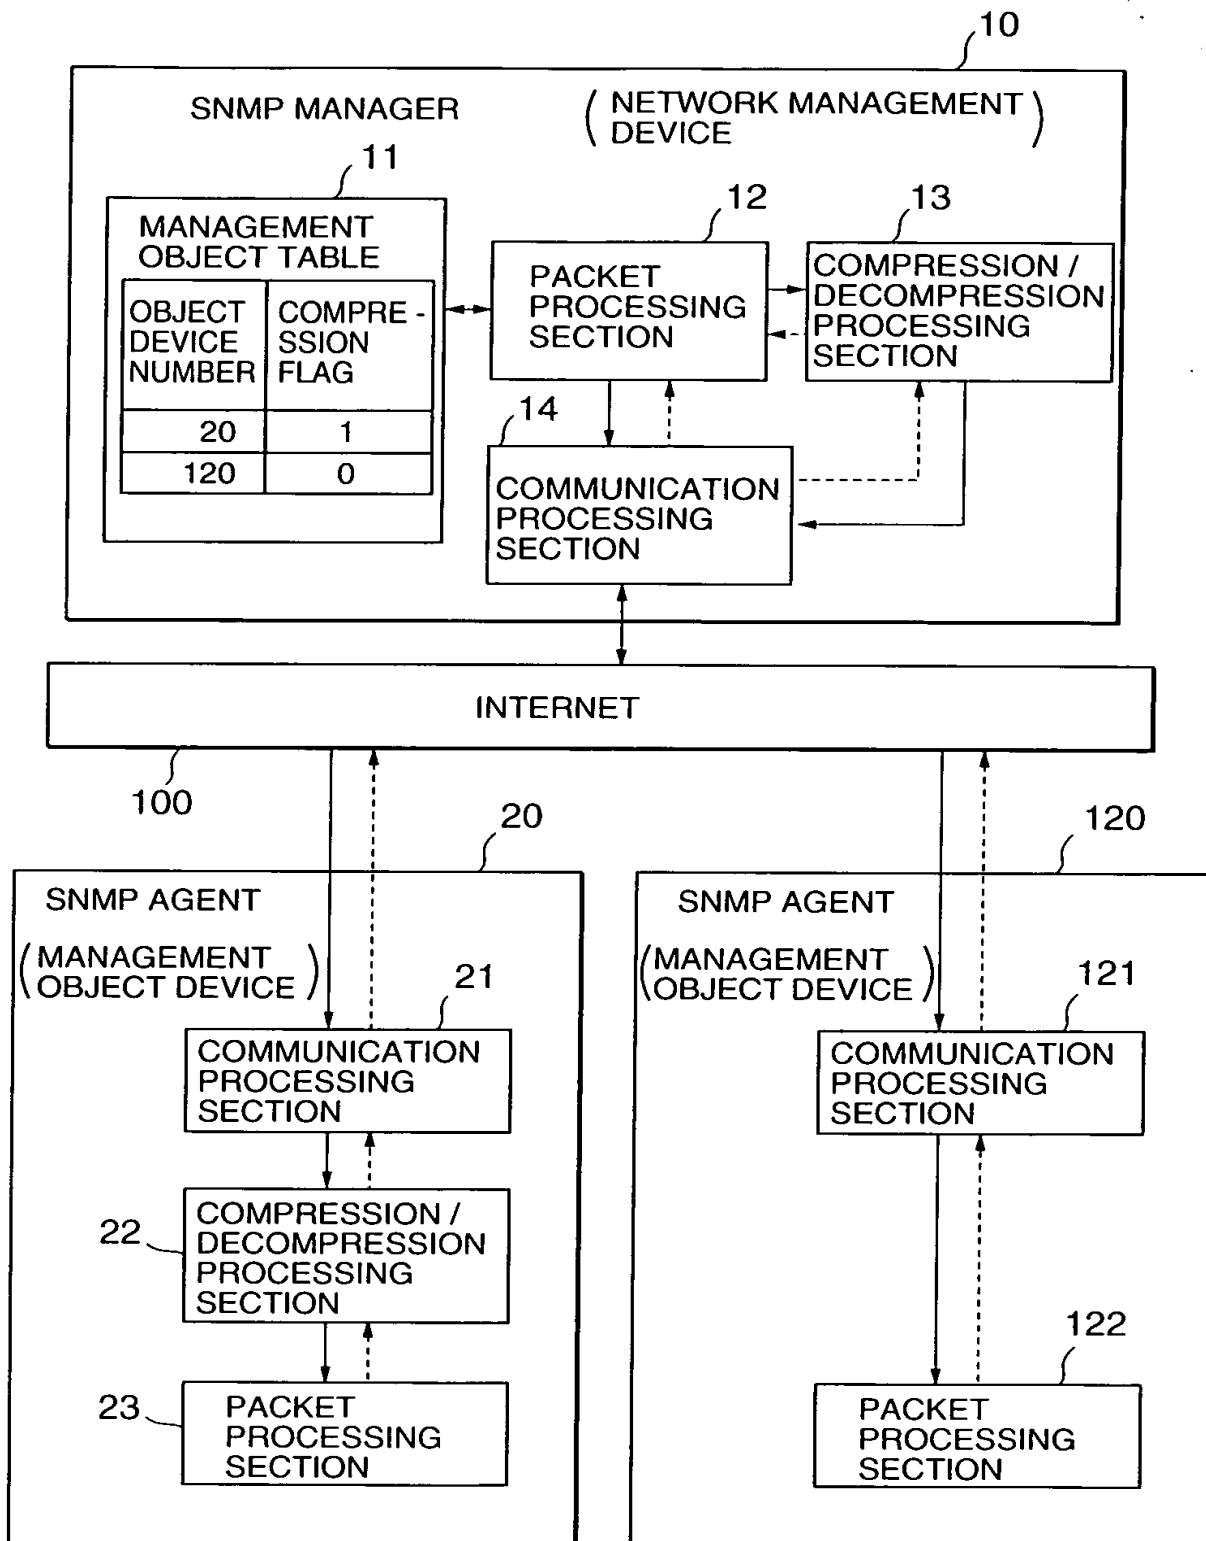 10
SNMP MANAGER
( NETWORK MANAGEMENT
DEVICE )
11
MANAGEMENT
OBJECT TABLE
OBJECT
DEVICE
NUMBER
COMPRE -
SSION
FLAG
20 1
120 0
12
PACKET
PROCESSING
SECTION
13
COMPRESSION /
DECOMPRESSION
PROCESSING
SECTION
14
COMMUNICATION
PROCESSING
SECTION
INTERNET
100
20
SNMP AGENT
( MANAGEMENT
OBJECT DEVICE )
21
COMMUNICATION
PROCESSING
SECTION
22
COMPRESSION /
DECOMPRESSION
PROCESSING
SECTION
23
PACKET
PROCESSING
SECTION
120
SNMP AGENT
( MANAGEMENT
OBJECT DEVICE )
121
COMMUNICATION
PROCESSING
SECTION
122
PACKET
PROCESSING
SECTION